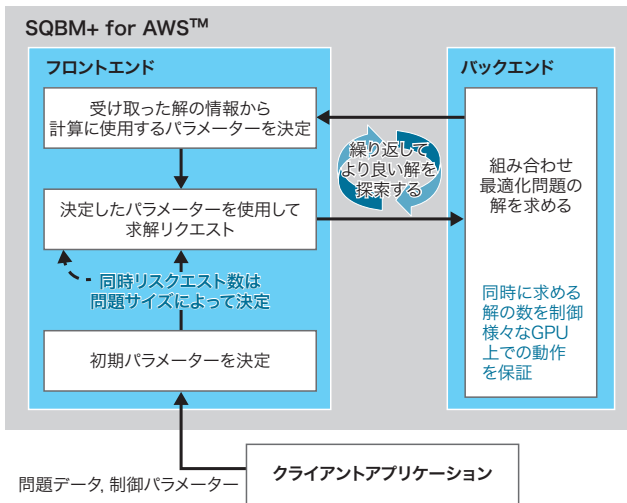 SQBM+ for AWS™
フロントエンド
バックエンド
受け取った解の情報から
計算に使用するパラメーターを決定
繰り返して
より良い解を
探索する
組み合わせ
最適化問題の
解を求める
決定したパラメーターを使用して
求解リクエスト
同時リスクエスト数は
問題サイズによって決定
同時に求める
解の数を制御
様々なGPU
上での動作
を保証
初期パラメーターを決定
クライアントアプリケーション
問題データ, 制御パラメーター